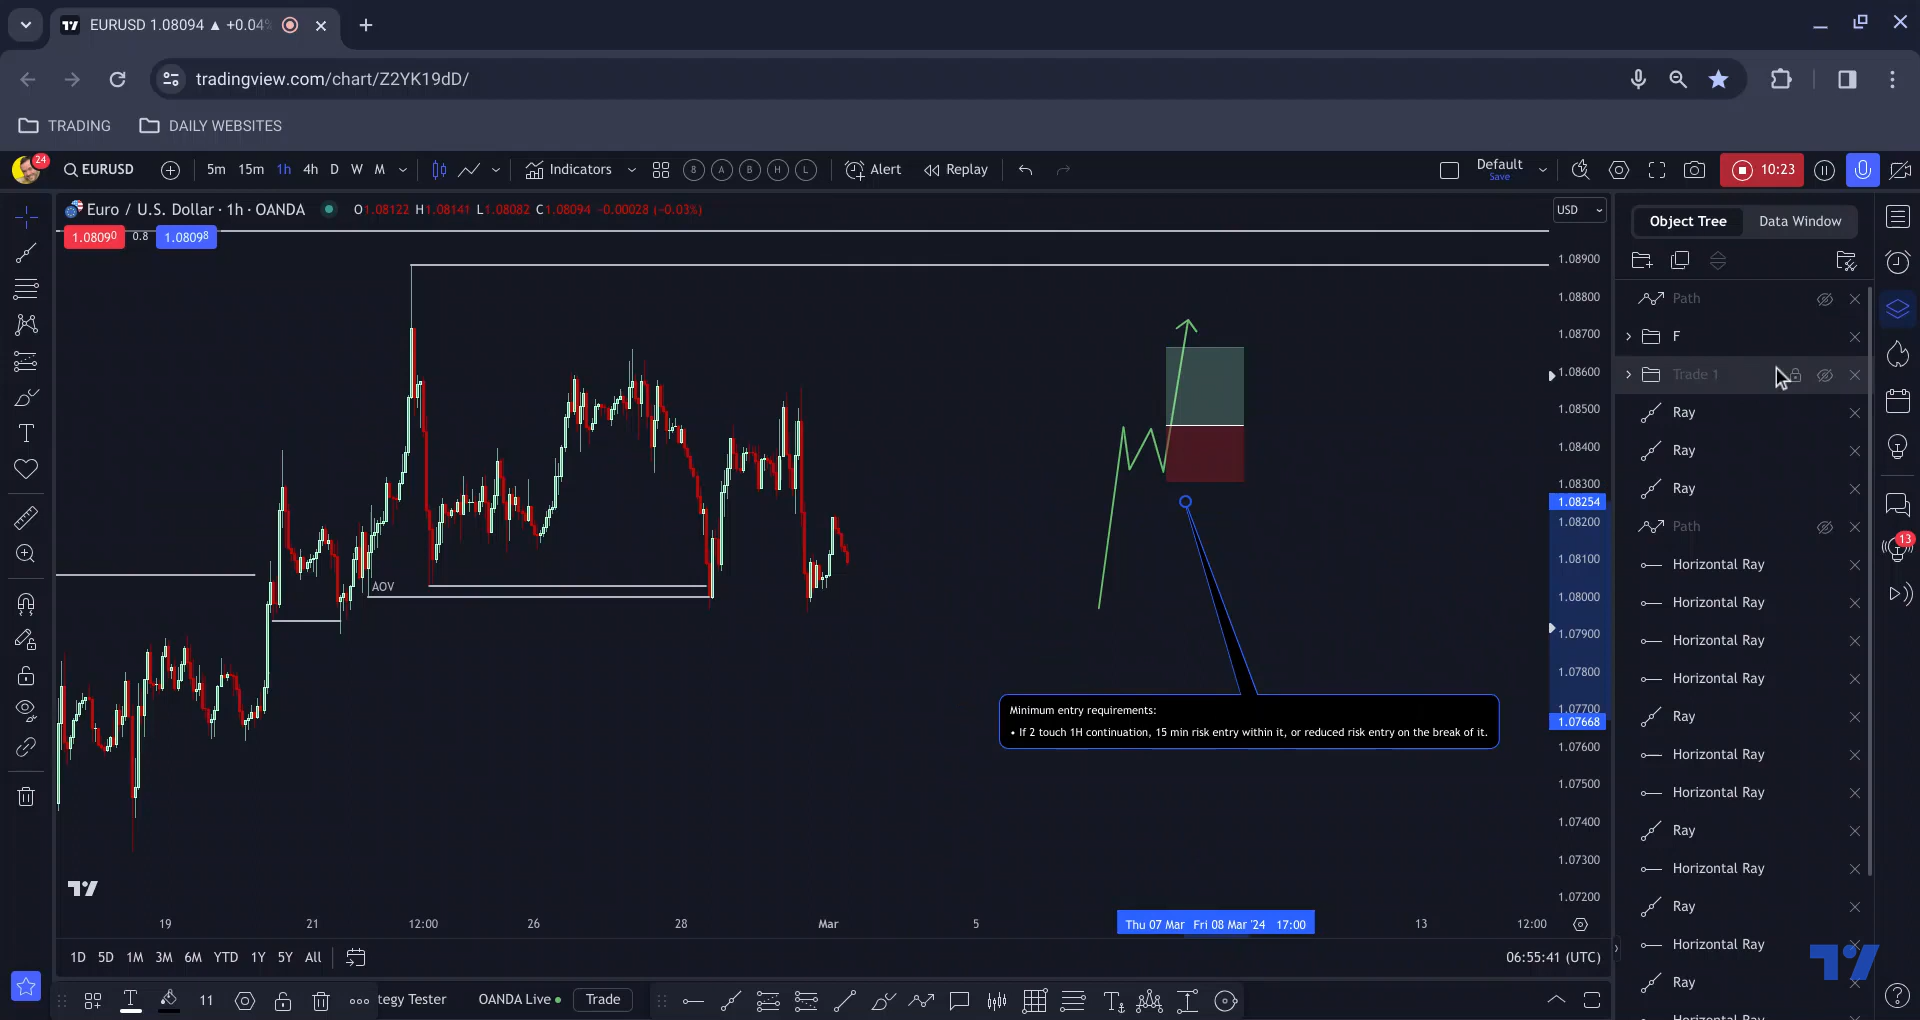 EURUSD 1.08094 ▲ +0.04%
tradingview.com/chart/Z2YK19dD/
TRADING
DAILY WEBSITES
24
EURUSD
5m 15m 1h 4h D W M
Indicators
8 A B H L
Alert
Replay
Default
Save
10:23
Euro / U.S. Dollar · 1h · OANDA
O1.08122 H1.08141 L1.08082 C1.08094 -0.00028 (-0.03%)
USD
1.08090
0.8
1.08098
AOV
Minimum entry requirements:
• If 2 touch 1H continuation, 15 min risk entry within it, or reduced risk entry on the break of it.
1.08900
1.08800
1.08700
1.08600
1.08500
1.08400
1.08300
1.08254
1.08200
1.08100
1.08000
1.07900
1.07800
1.07700
1.07668
1.07600
1.07500
1.07400
1.07300
1.07200
19 21 12:00 26 28 Mar 5
Thu 07 Mar
Fri 08 Mar '24 17:00
13 12:00
1D 5D 1M 3M 6M YTD 1Y 5Y All
06:55:41 (UTC)
11
tegy Tester
OANDA Live
Trade
Object Tree
Data Window
Path
F
Trade 1
Ray
Ray
Ray
Path
Horizontal Ray
Horizontal Ray
Horizontal Ray
Horizontal Ray
Ray
Horizontal Ray
Horizontal Ray
Ray
Horizontal Ray
Ray
Horizontal Ray
Ray
Horizontal Ray
13